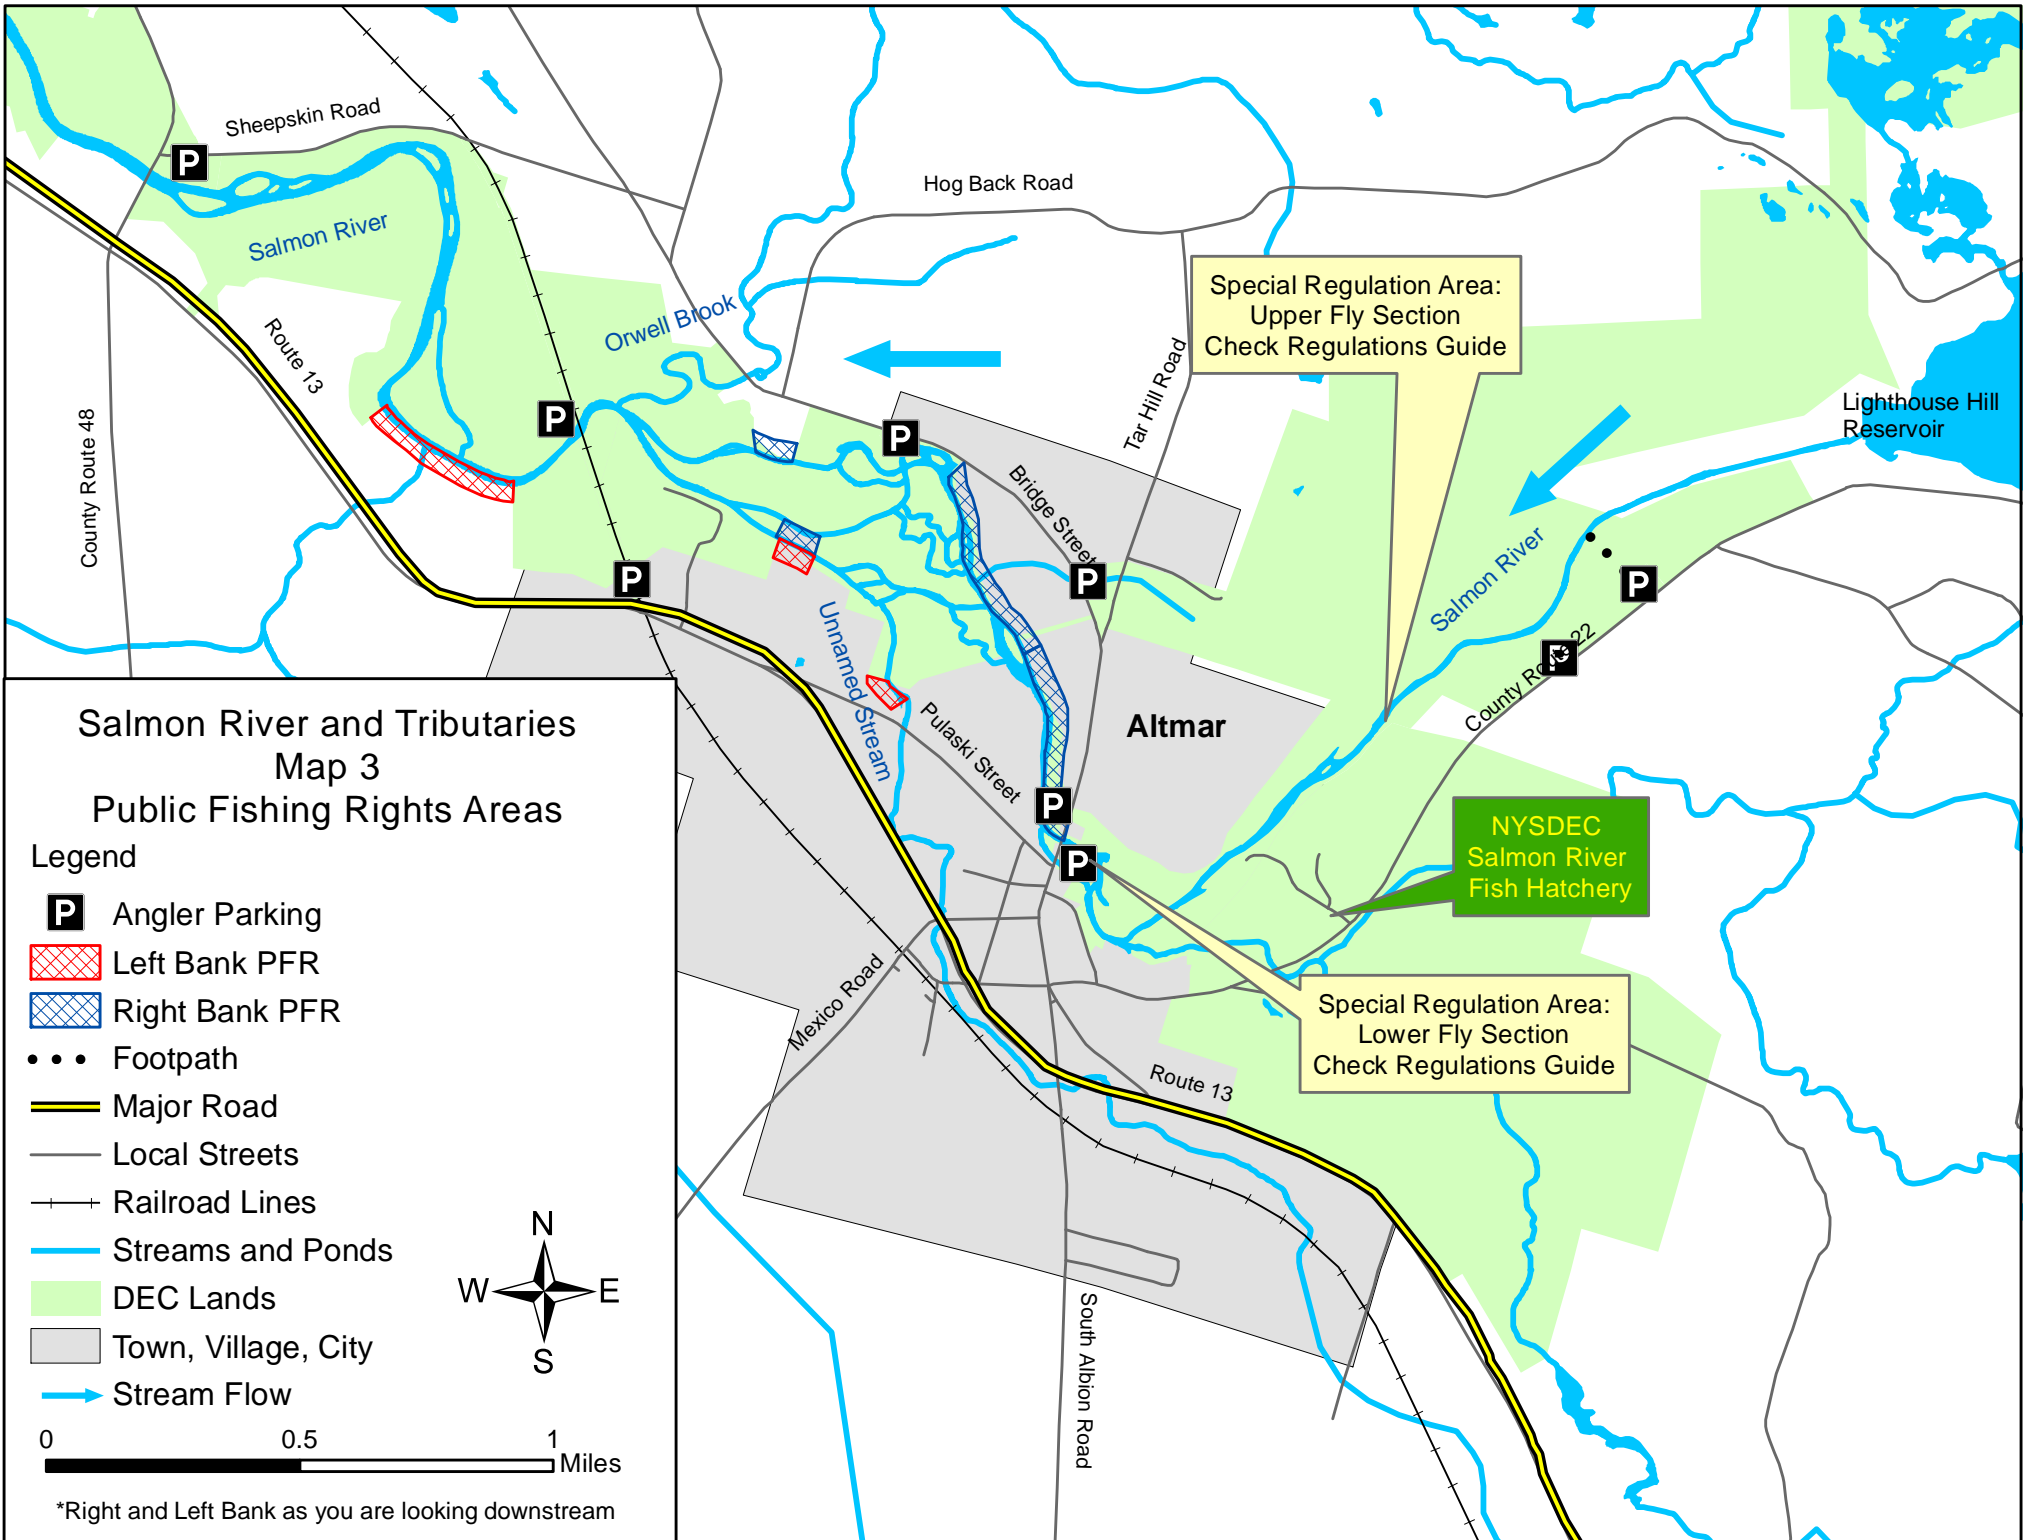 Sheepskin Road
P
Salmon River
Hog Back Road
Special Regulation Area:
Upper Fly Section
Check Regulations Guide
Orwell Brook
Route 13
Tar Hill Road
County Route 48
Lighthouse Hill
Reservoir
P
P
Bridge Street
P
P
Salmon River
P
P
Unnamed Stream
County Route 22
Pulaski Street
Altmar
P
P
NYSDEC
Salmon River
Fish Hatchery
Mexico Road
Special Regulation Area:
Lower Fly Section
Check Regulations Guide
Route 13
South Albion Road
Salmon River and Tributaries
Map 3
Public Fishing Rights Areas
Legend
P Angler Parking
Left Bank PFR
Right Bank PFR
Footpath
Major Road
Local Streets
Railroad Lines
Streams and Ponds
DEC Lands
Town, Village, City
Stream Flow
N
W E
S
0 0.5 1
Miles
*Right and Left Bank as you are looking downstream